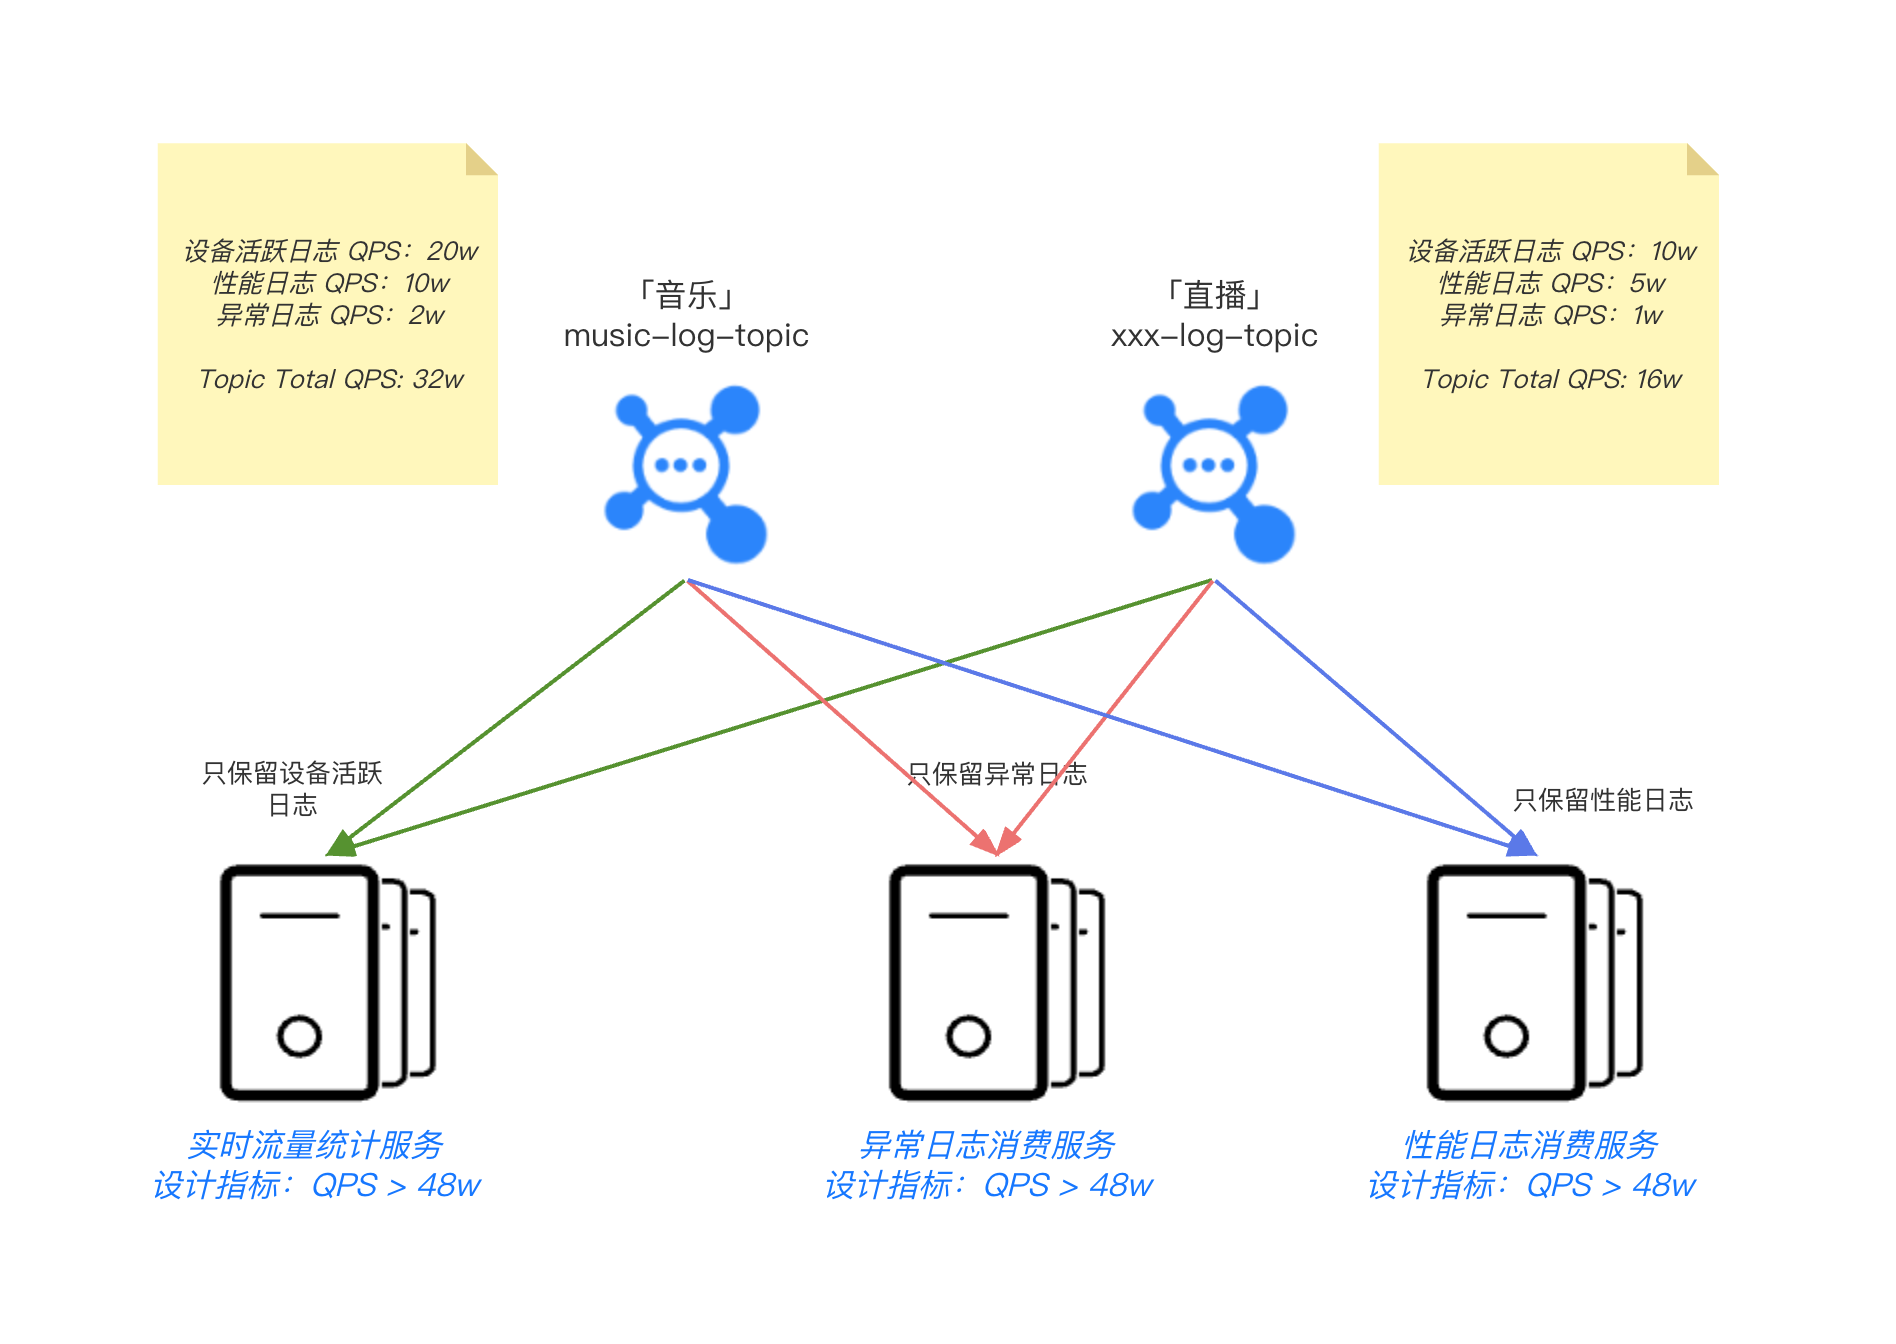 设备活跃日志 QPS：20w
性能日志 QPS：10w
异常日志 QPS：2w
Topic Total QPS: 32w
「音乐」
music-log-topic
「直播」
xxx-log-topic
设备活跃日志 QPS：10w
性能日志 QPS：5w
异常日志 QPS：1w
Topic Total QPS: 16w
只保留设备活跃
日志
只保留异常日志
只保留性能日志
实时流量统计服务
设计指标：QPS > 48w
异常日志消费服务
设计指标：QPS > 48w
性能日志消费服务
设计指标：QPS > 48w